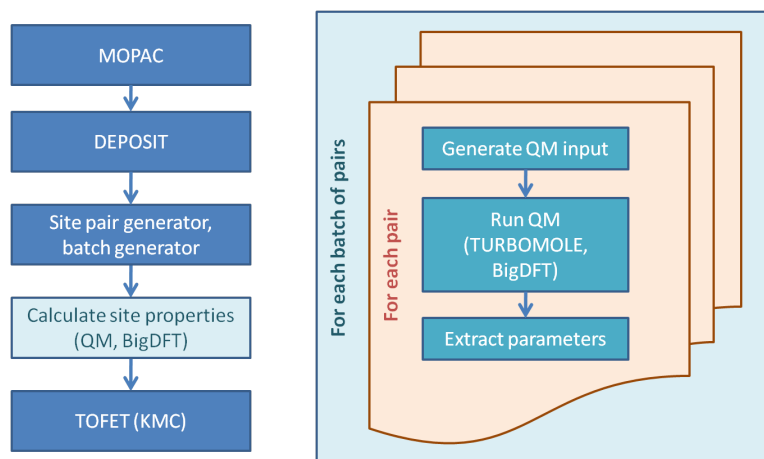 MOPAC
DEPOSIT
Site pair generator,
batch generator
Calculate site properties
(QM, BigDFT)
TOFET (KMC)
For each batch of pairs
For each pair
Generate QM input
Run QM
(TURBOMOLE,
BigDFT)
Extract parameters